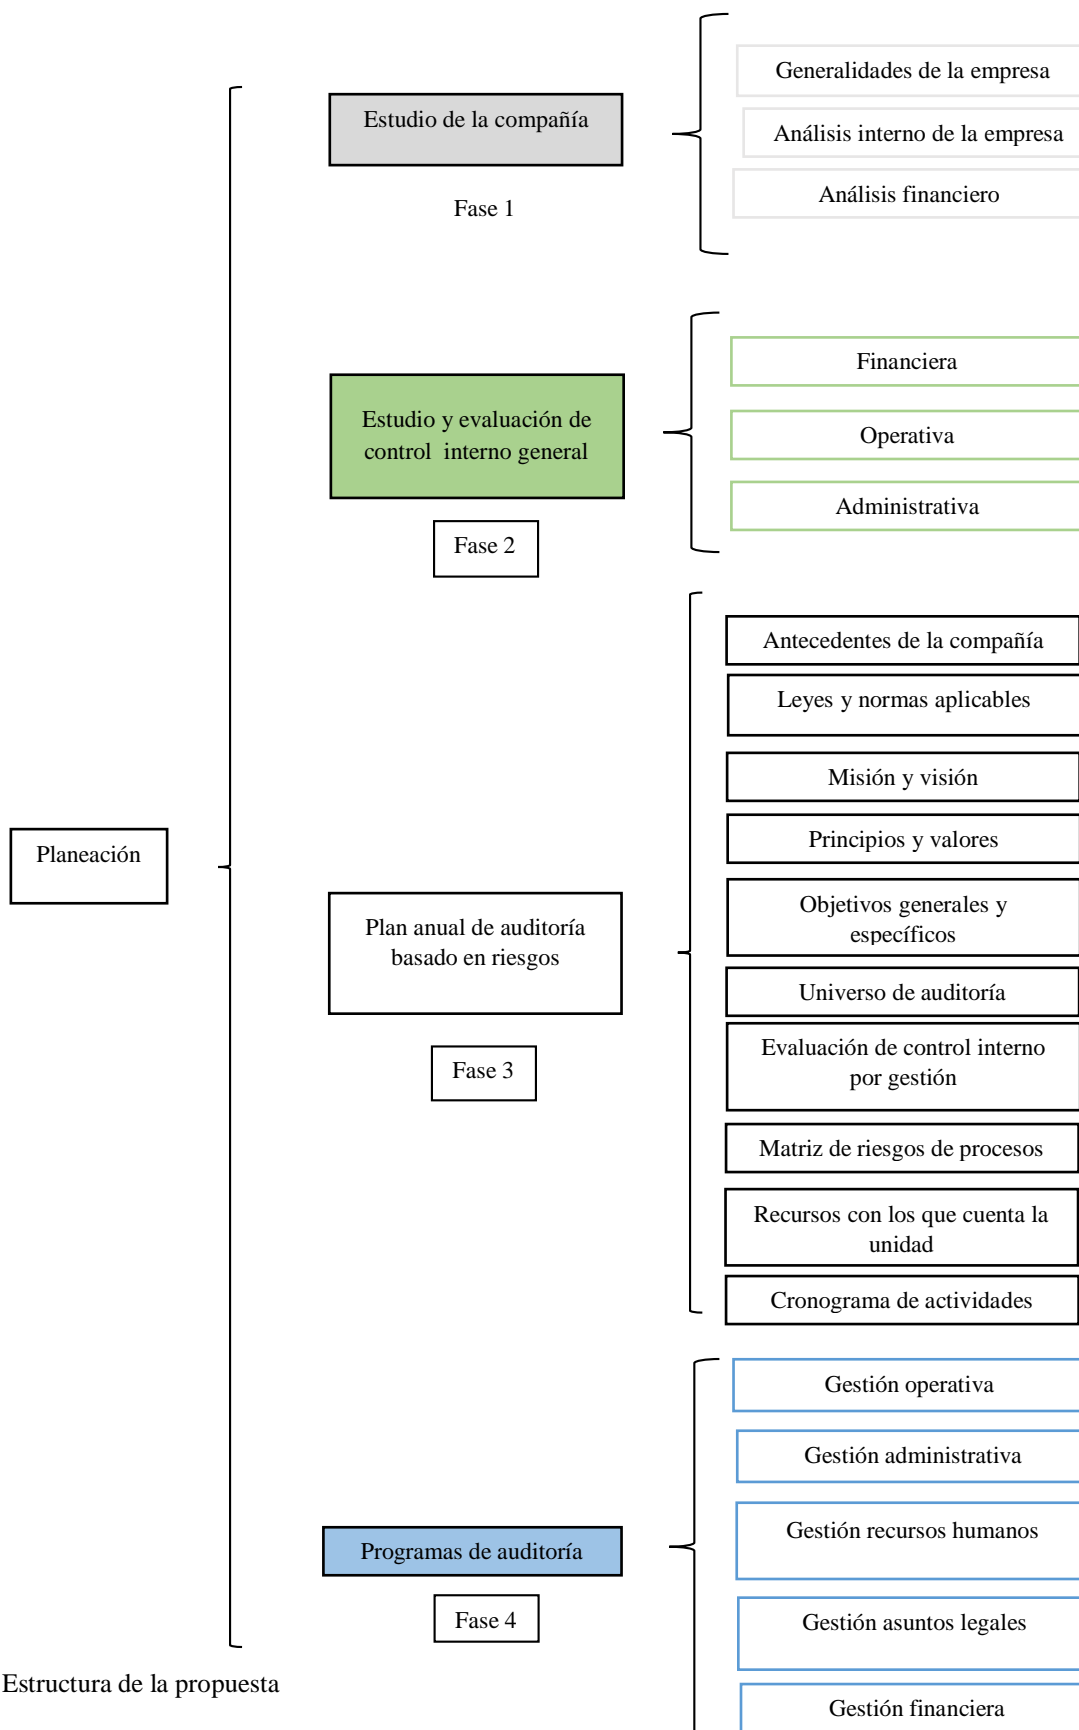 Planeación
Estudio de la compañía
Fase 1
Generalidades de la empresa
Análisis interno de la empresa
Análisis financiero
Estudio y evaluación de
control interno general
Fase 2
Financiera
Operativa
Administrativa
Plan anual de auditoría
basado en riesgos
Fase 3
Antecedentes de la compañía
Leyes y normas aplicables
Misión y visión
Principios y valores
Objetivos generales y
específicos
Universo de auditoría
Evaluación de control interno
por gestión
Matriz de riesgos de procesos
Recursos con los que cuenta la
unidad
Cronograma de actividades
Programas de auditoría
Fase 4
Gestión operativa
Gestión administrativa
Gestión recursos humanos
Gestión asuntos legales
Gestión financiera
Estructura de la propuesta